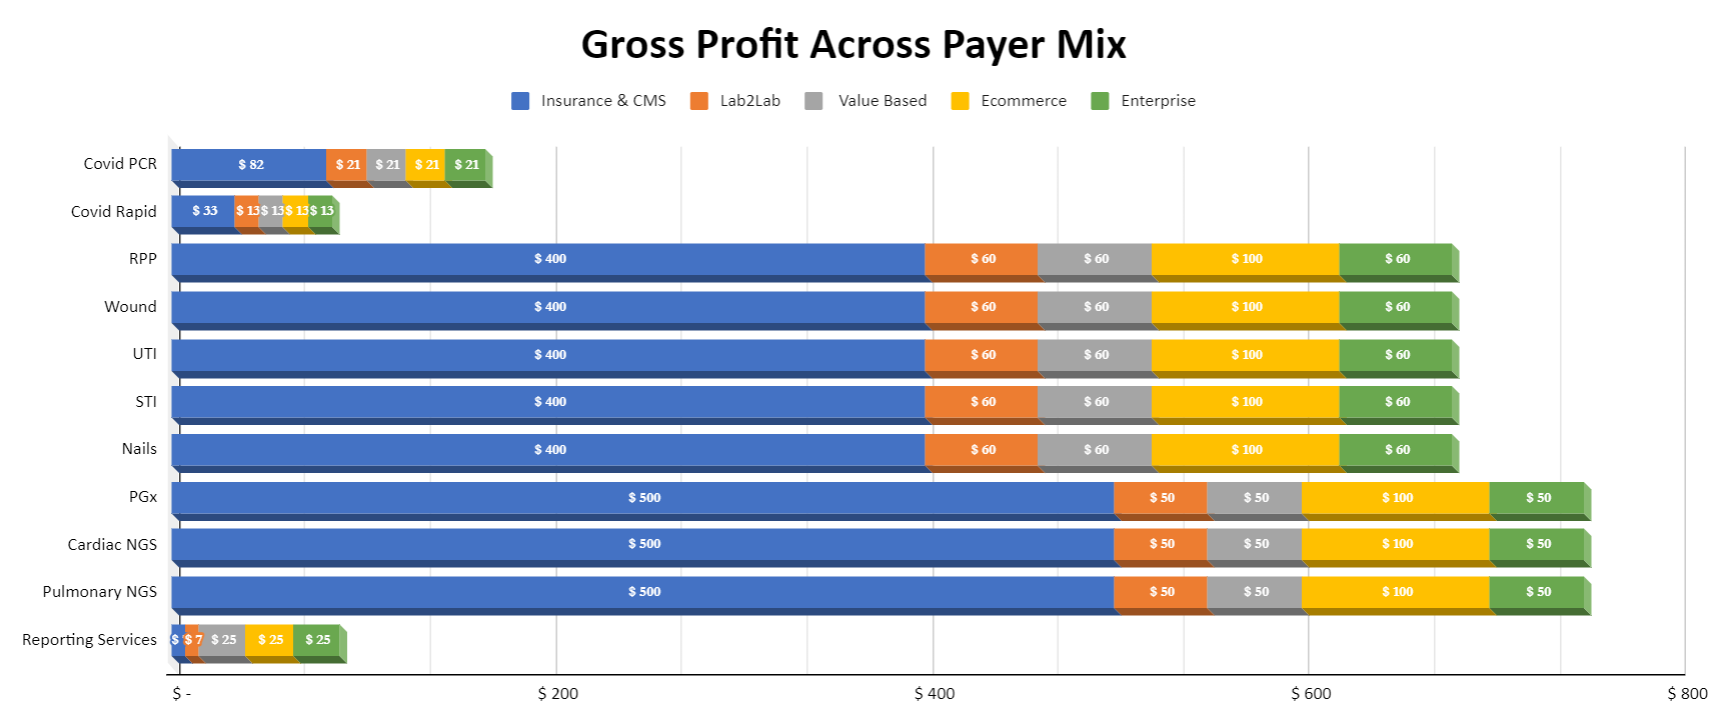 Gross Profit Across Payer Mix
Insurance & CMS Lab2Lab Value Based Ecommerce Enterprise
Covid PCR $ 82 $ 21 $ 21 $ 21 $ 21
Covid Rapid $ 33 $ 13 $ 13 $ 13 $ 13
RPP $ 400 $ 60 $ 60 $ 100 $ 60
Wound $ 400 $ 60 $ 60 $ 100 $ 60
UTI $ 400 $ 60 $ 60 $ 100 $ 60
STI $ 400 $ 60 $ 60 $ 100 $ 60
Nails $ 400 $ 60 $ 60 $ 100 $ 60
PGx $ 500 $ 50 $ 50 $ 100 $ 50
Cardiac NGS $ 500 $ 50 $ 50 $ 100 $ 50
Pulmonary NGS $ 500 $ 50 $ 50 $ 100 $ 50
Reporting Services $ $ 7 $ 25 $ 25 $ 25
$ - $ 200 $ 400 $ 600 $ 800